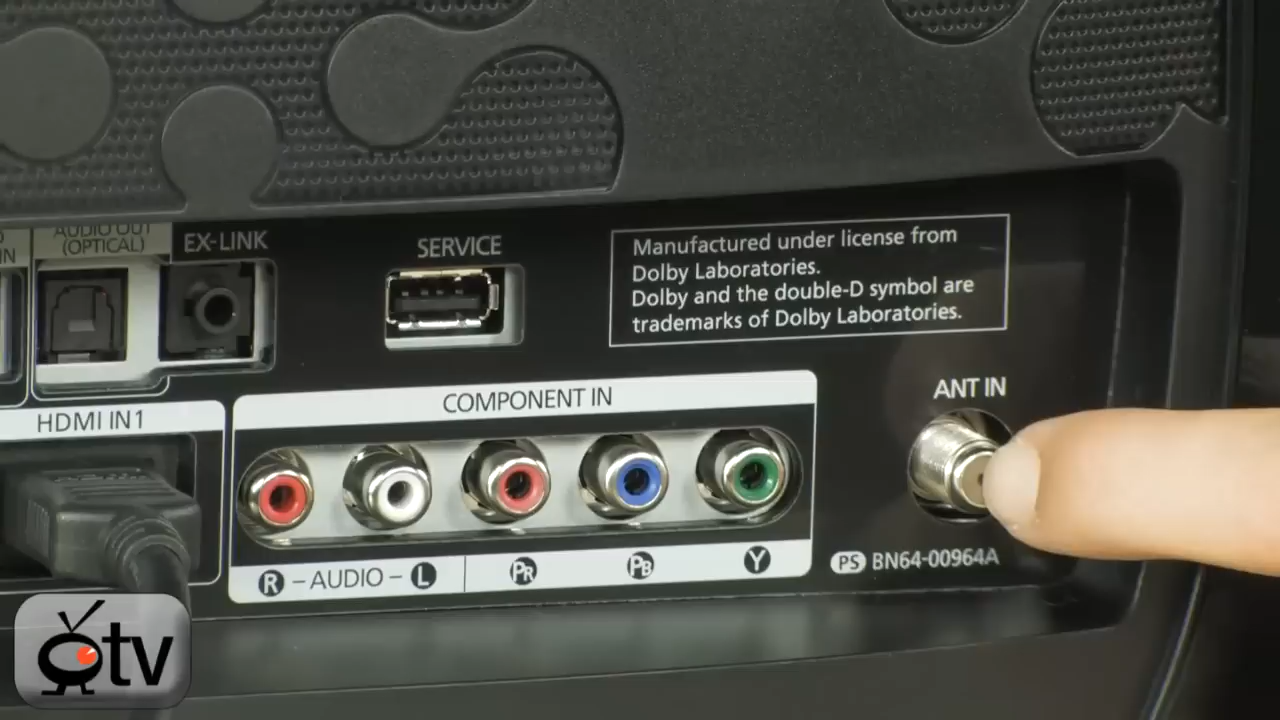 IN
AUDIO OUT
(OPTICAL)
EX-LINK
SERVICE
Manufactured under license from
Dolby Laboratories.
Dolby and the double-D symbol are
trademarks of Dolby Laboratories.
HDMI IN1
COMPONENT IN
ANT IN
R – AUDIO – L
PR
PB
Y
PS BN64-00964A
tv